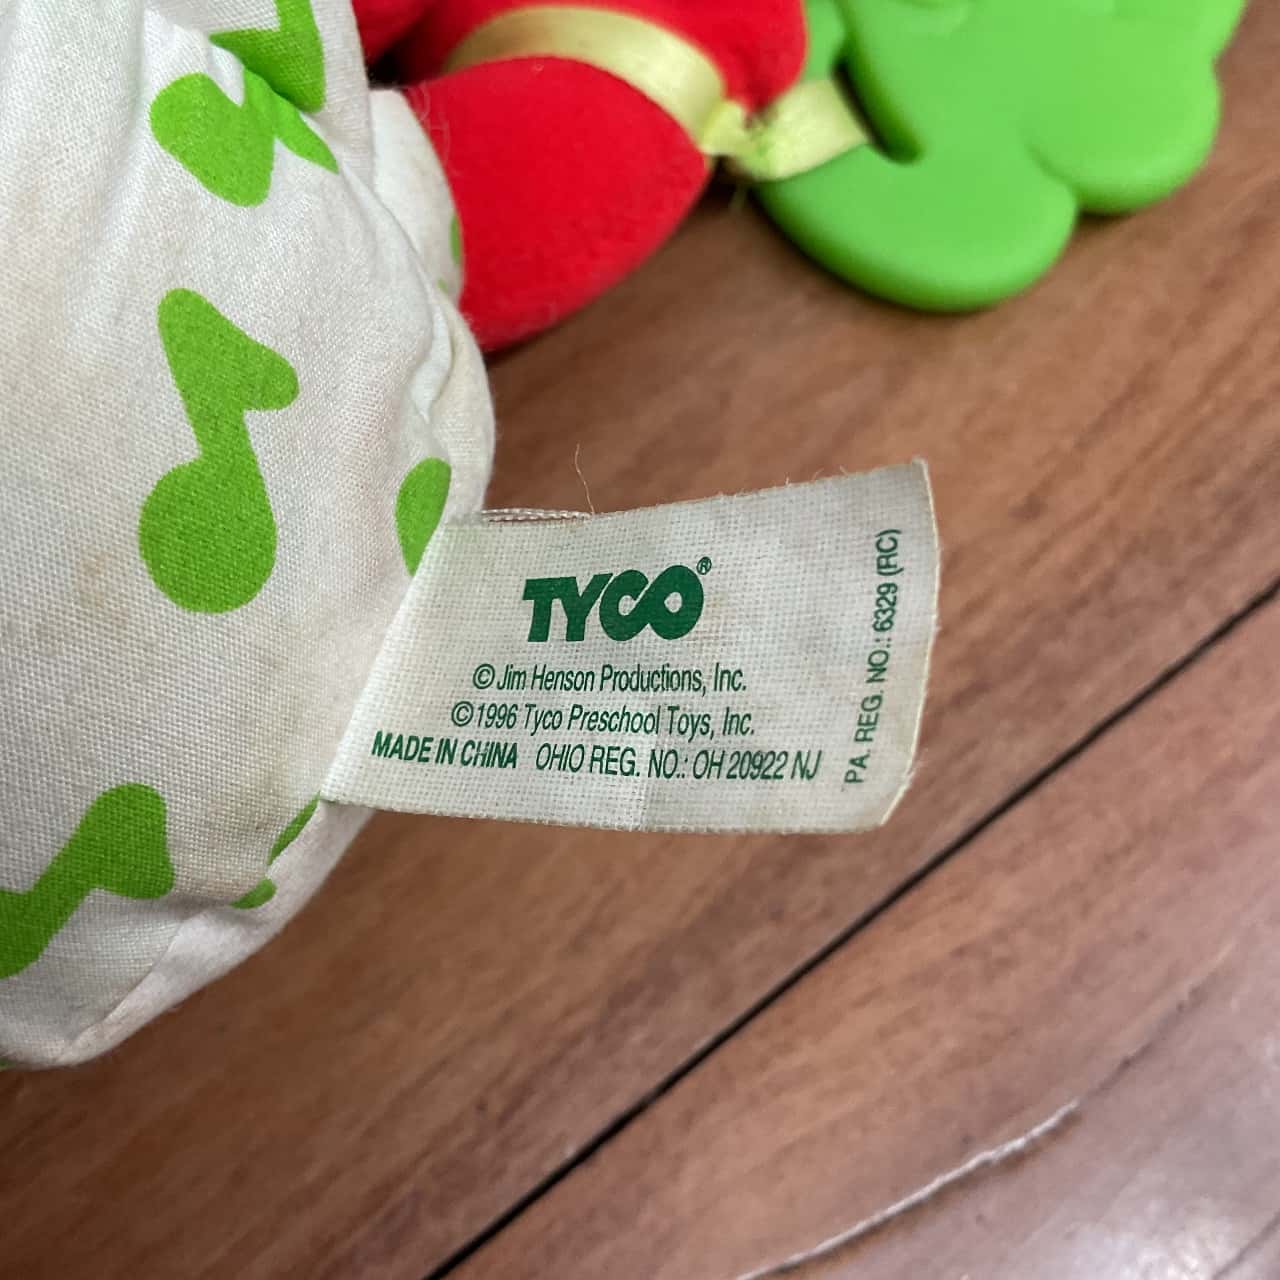 TYCO®
© Jim Henson Productions, Inc.
© 1996 Tyco Preschool Toys, Inc.
MADE IN CHINA OHIO REG. NO.: OH 20922 NJ
PA. REG. NO.: 6329 (RC)